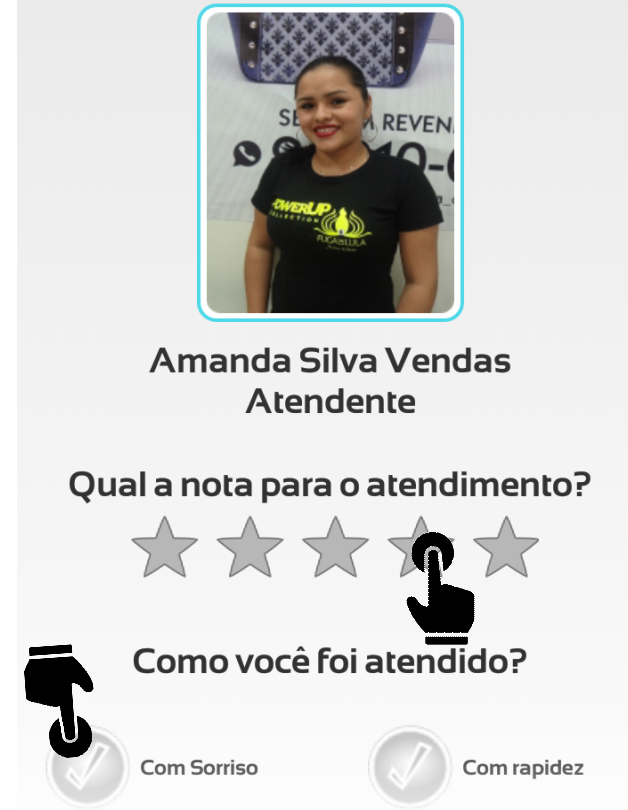 REVEN
POWERUP
COLLECTION
Amanda Silva Vendas
Atendente
Qual a nota para o atendimento?
Como você foi atendido?
Com Sorriso
Com rapidez